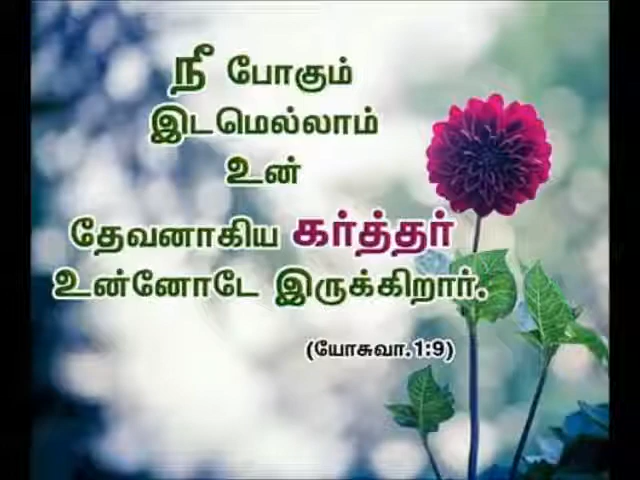 நீ போகும்
இடமெல்லாம்
உன்
தேவனாகிய கர்த்தர்
உன்னோடே இருக்கிறார்.
(யோசுவா.1:9)